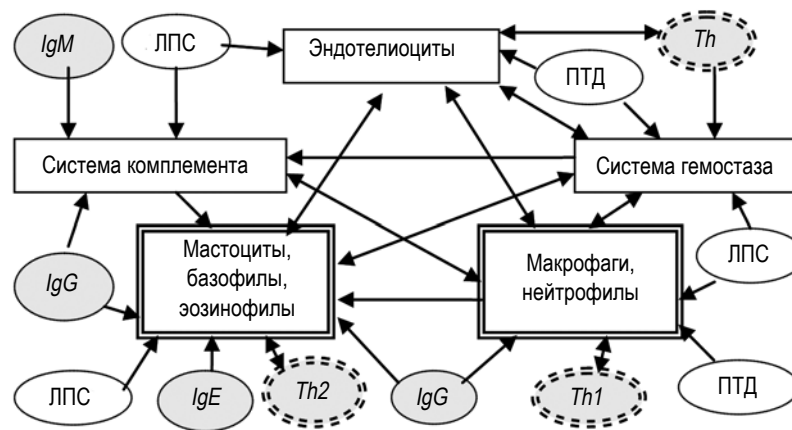 IgM
ЛПС
Эндотелиоциты
Th
ПТД
Система комплемента
Система гемостаза
IgG
Мастоциты,
базофилы,
эозинофилы
Макрофаги,
нейтрофилы
ЛПС
ЛПС
IgE
Th2
IgG
Th1
ПТД